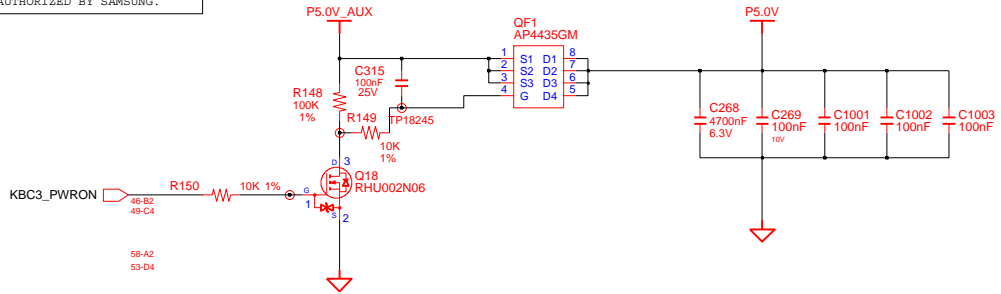 AUTHORIZED BY SAMSUNG.
P5.0V_AUX
P5.0V
QF1
AP4435GM
1 S1 D1 8
2 S2 D2 7
3 S3 D3 6
4 G D4 5
C315
100nF
25V
TP18245
R148
100K
1%
R149
10K
1%
C268
4700nF
6.3V
C269
100nF
10V
C1001
100nF
C1002
100nF
C1003
100nF
D 3
Q18
RHU002N06
G
1
S
2
KBC3_PWRON
R150
10K 1%
46-B2
49-C4
58-A2
53-D4